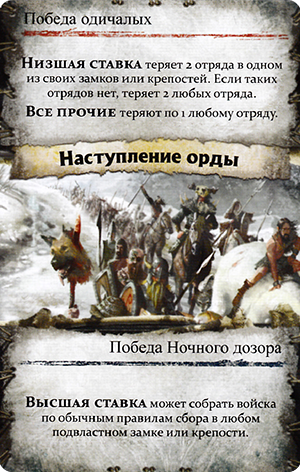 Победа одичалых
Низшая ставка теряет 2 отряда в одном
из своих замков или крепостей. Если таких
отрядов нет, теряет 2 любых отряда.
Все прочие теряют по 1 любому отряду.
Наступление орды
Победа Ночного дозора
Высшая ставка может собрать войска
по обычным правилам сбора в любом
подвластном замке или крепости.